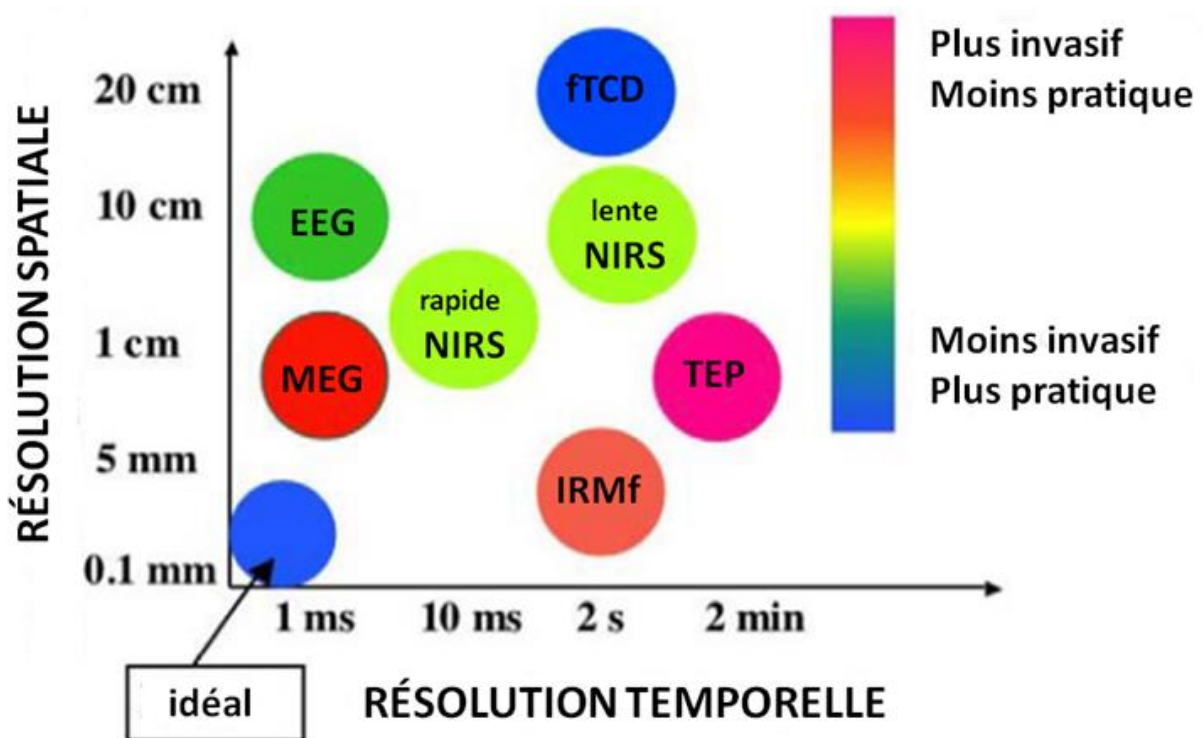 RÉSOLUTION SPATIALE
20 cm
10 cm
1 cm
5 mm
0.1 mm
fTCD
EEG
lente
NIRS
rapide
NIRS
MEG
TEP
IRMf
1 ms
10 ms
2 s
2 min
idéal
RÉSOLUTION TEMPORELLE
Plus invasif
Moins pratique
Moins invasif
Plus pratique